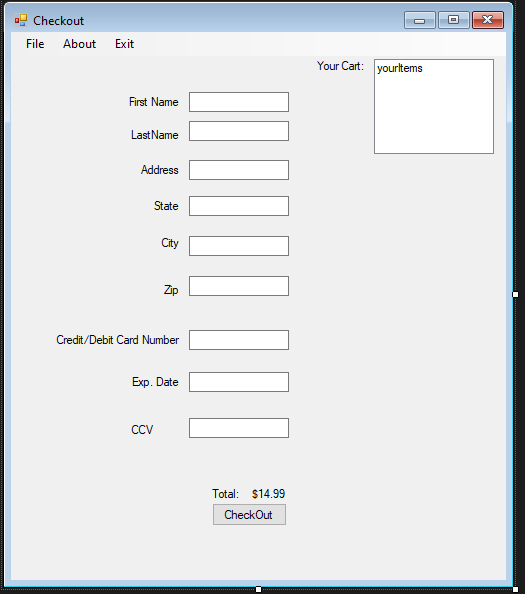 Checkout
File About Exit
Your Cart:
yourItems
First Name
LastName
Address
State
City
Zip
Credit/Debit Card Number
Exp. Date
CCV
Total: $14.99
CheckOut